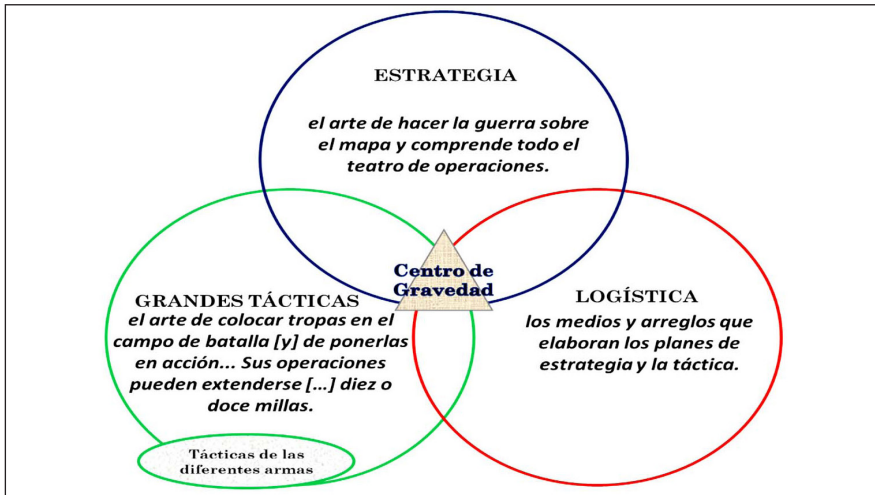 ESTRATEGIA
el arte de hacer la guerra sobre
el mapa y comprende todo el
teatro de operaciones.
Centro de
Gravedad
GRANDES TÁCTICAS
el arte de colocar tropas en el
campo de batalla [y] de ponerlas
en acción... Sus operaciones
pueden extenderse [...] diez o
doce millas.
LOGÍSTICA
los medios y arreglos que
elaboran los planes de
estrategia y la táctica.
Tácticas de las
diferentes armas